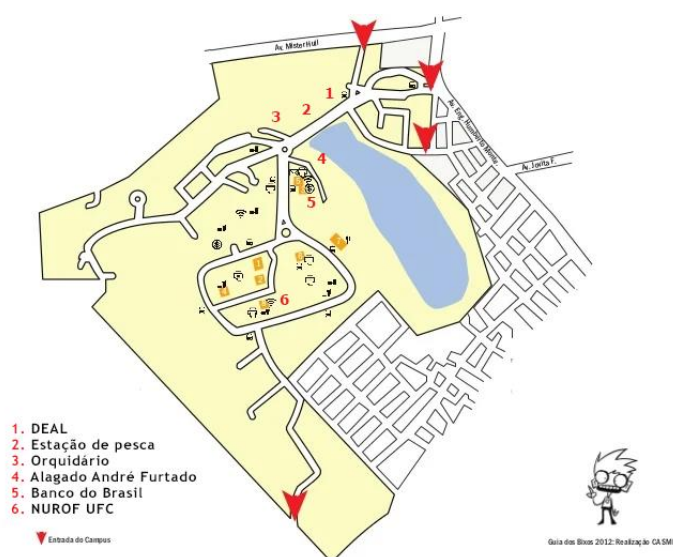 Av. Mister Hull
Av. Eng. Humberto Monte
Av. Jovita F.
1
2
3
4
5
6
1. DEAL
2. Estação de pesca
3. Orquidário
4. Alagado André Furtado
5. Banco do Brasil
6. NUROF UFC
Entrada do Campus
Guia dos Bixos 2012: Realização CASMI